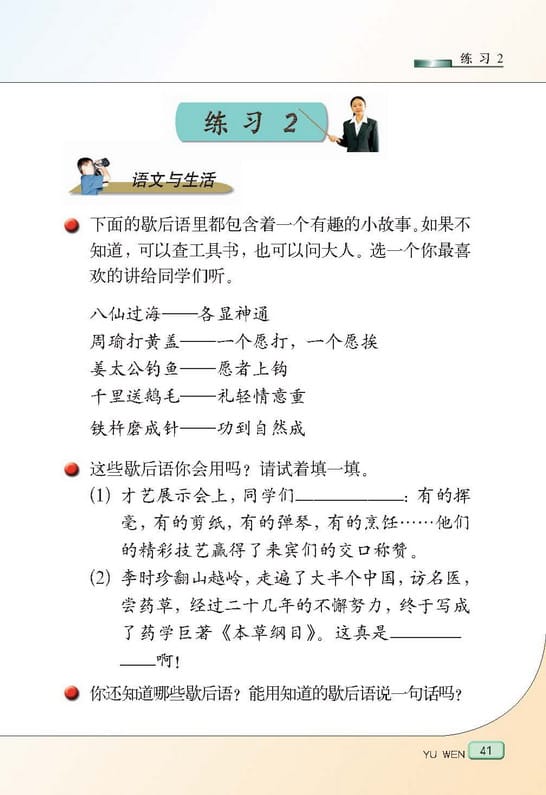 练习2
练习2
语文与生活
下面的歇后语里都包含着一个有趣的小故事。如果不
知道，可以查工具书，也可以问大人。选一个你最喜
欢的讲给同学们听。
八仙过海——各显神通
周瑜打黄盖——一个愿打，一个愿挨
姜太公钓鱼——愿者上钩
千里送鹅毛——礼轻情意重
铁杵磨成针——功到自然成
这些歇后语你会用吗？请试着填一填。
(1) 才艺展示会上，同学们__________：有的挥
毫，有的剪纸，有的弹琴，有的烹饪……他们
的精彩技艺赢得了来宾们的交口称赞。
(2) 李时珍翻山越岭，走遍了大半个中国，访名医，
尝药草，经过二十几年的不懈努力，终于写成
了药学巨著《本草纲目》。这真是______
___啊！
你还知道哪些歇后语？能用知道的歇后语说一句话吗？
YU WEN 41